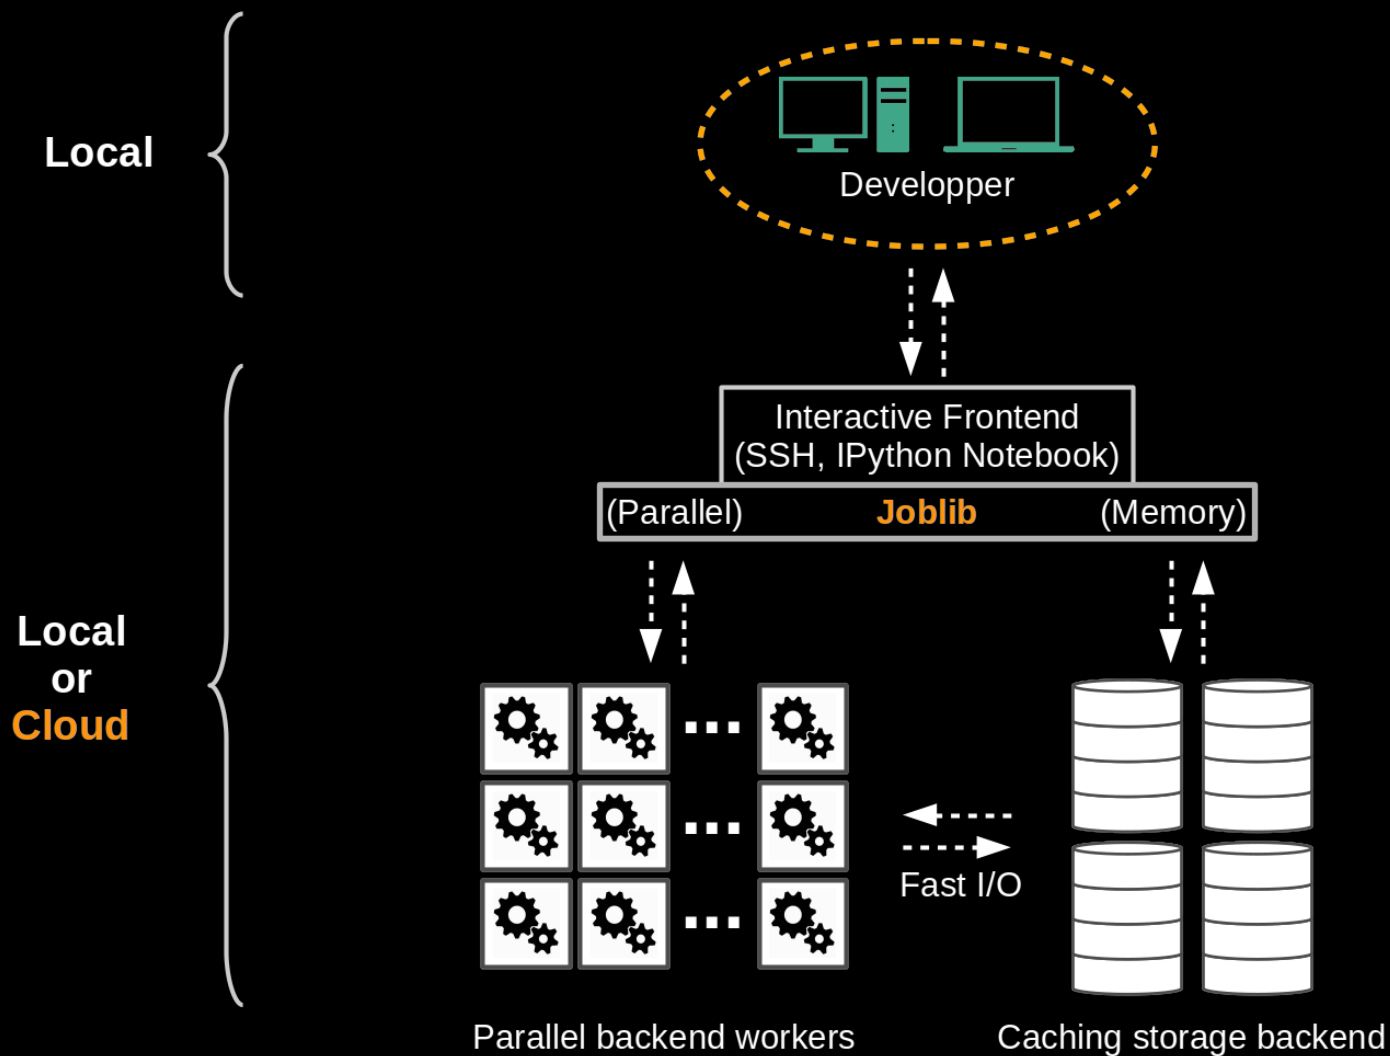 Local
Developper
Interactive Frontend
(SSH, IPython Notebook)
(Parallel) Joblib (Memory)
Local
or
Cloud
Fast I/O
Parallel backend workers
Caching storage backend